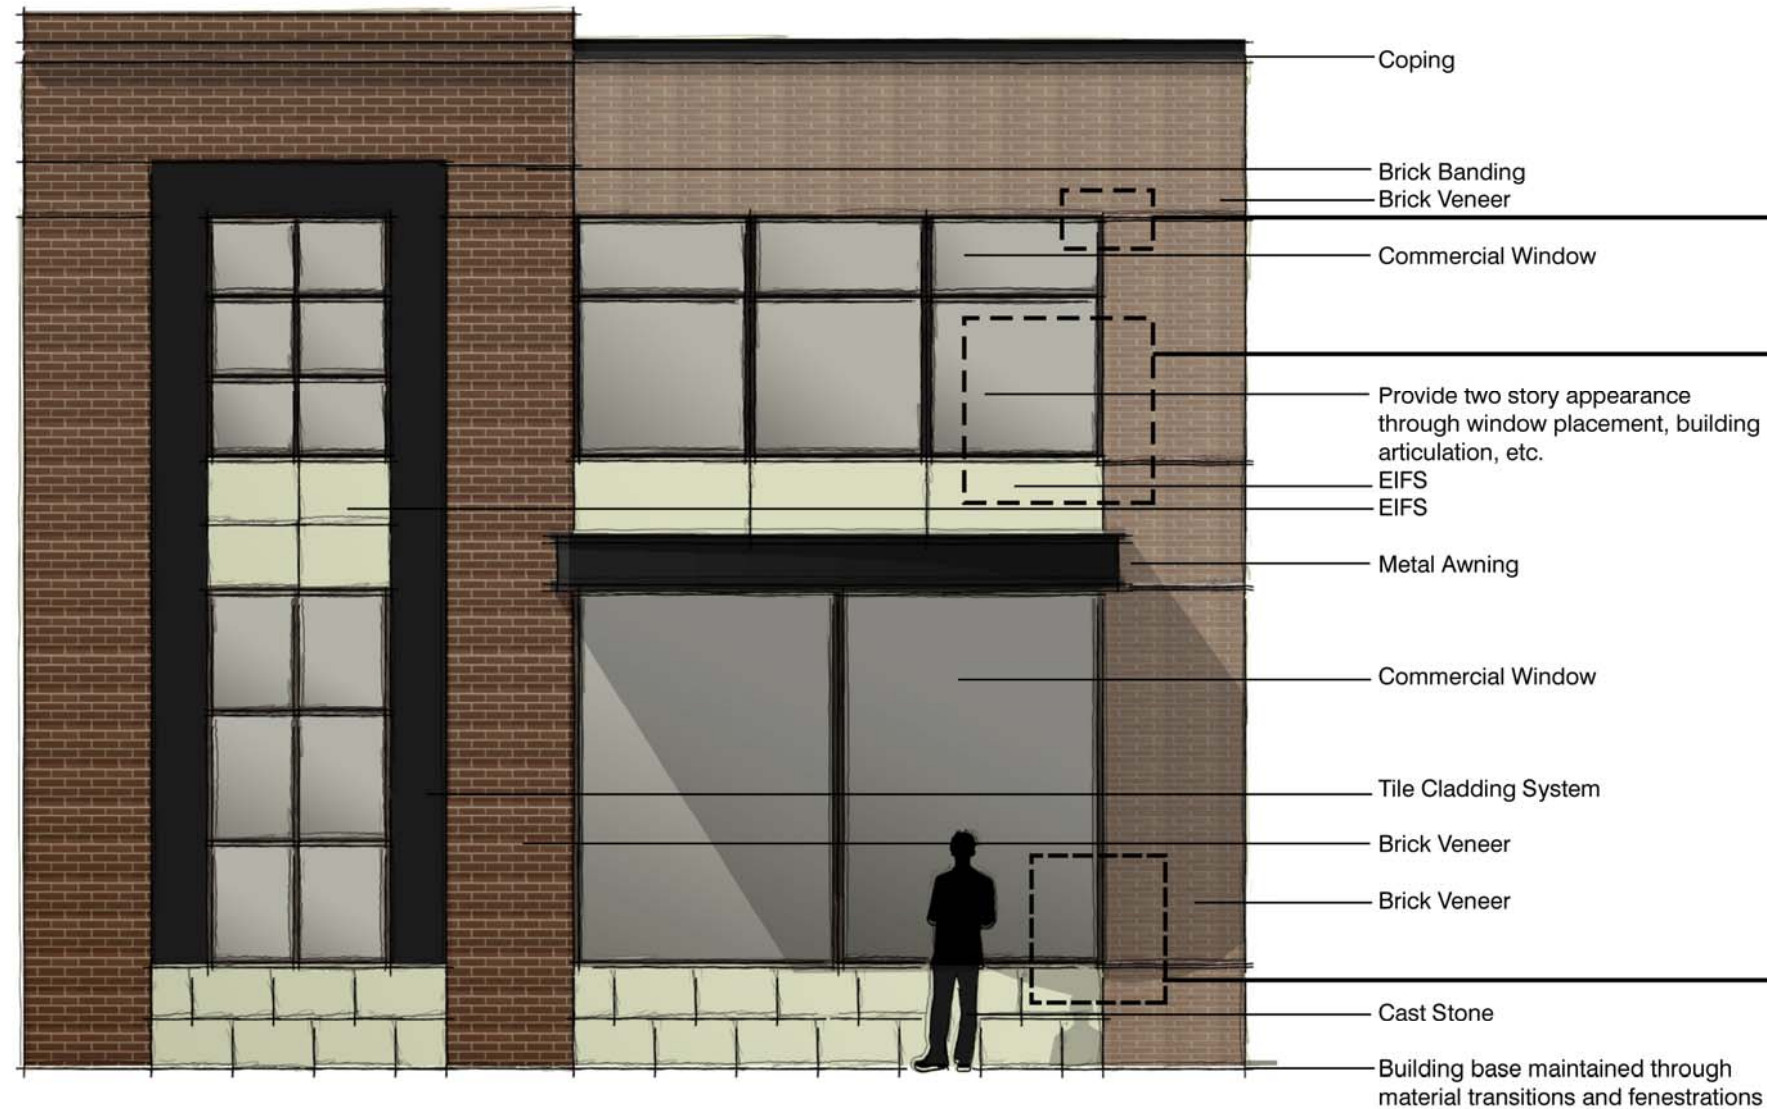 Coping
Brick Banding
Brick Veneer
Commercial Window
Provide two story appearance
through window placement, building
articulation, etc.
EIFS
EIFS
Metal Awning
Commercial Window
Tile Cladding System
Brick Veneer
Brick Veneer
Cast Stone
Building base maintained through
material transitions and fenestrations